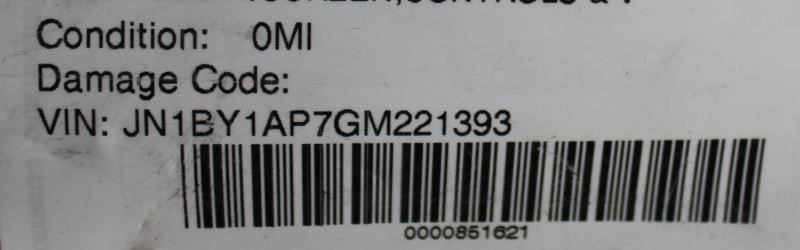 Condition: 0MI
Damage Code:
VIN: JN1BY1AP7GM221393
0000851621